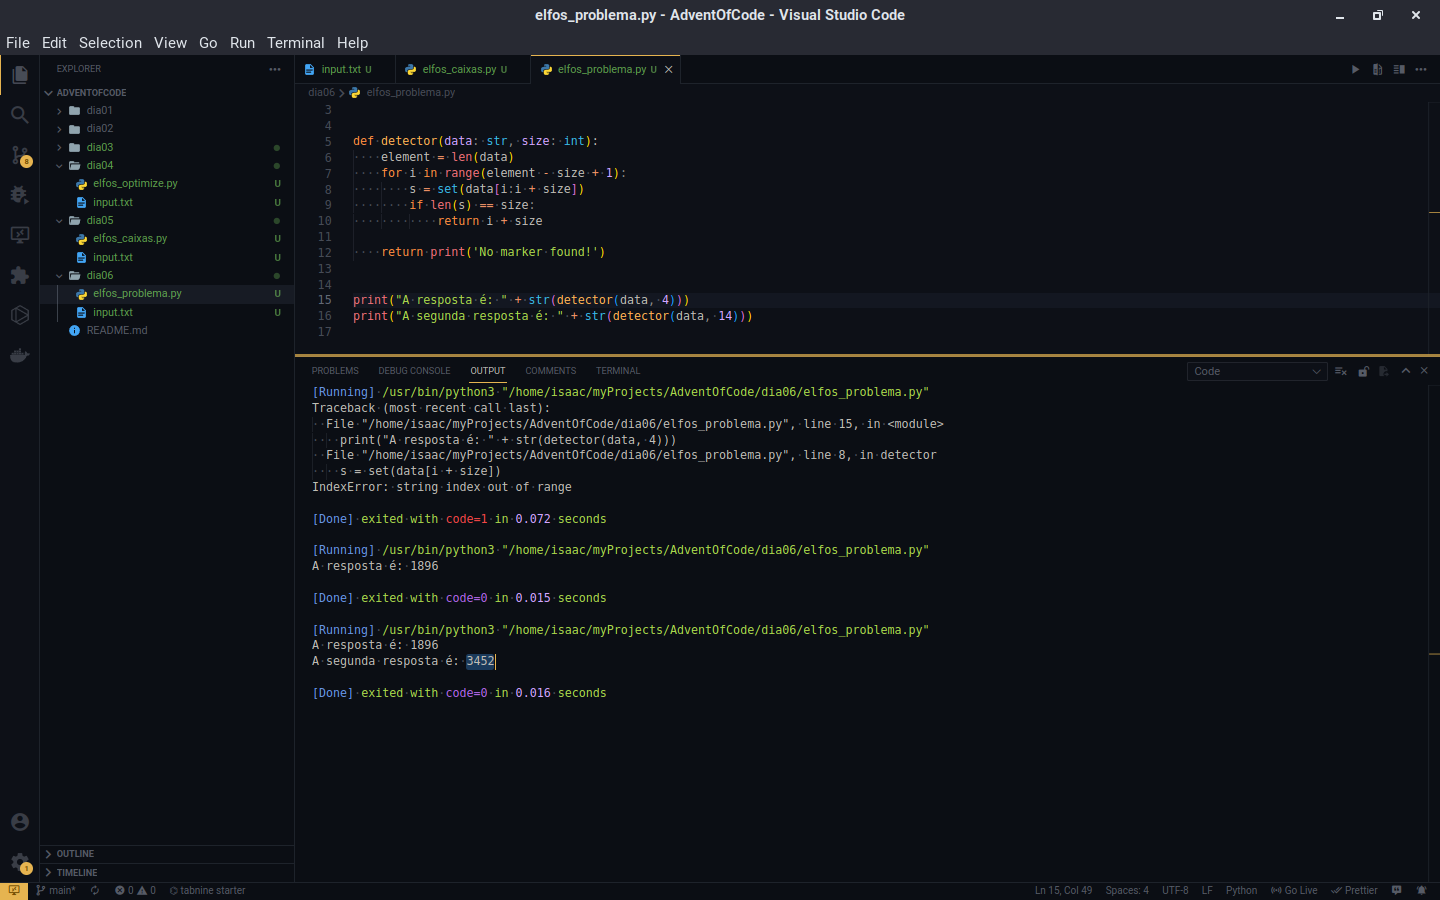 elfos_problema.py - AdventOfCode - Visual Studio Code
File Edit Selection View Go Run Terminal Help
EXPLORER
ADVENTOFCODE
dia01
dia02
dia03
dia04
elfos_optimize.py U
input.txt U
dia05
elfos_caixas.py U
input.txt U
dia06
elfos_problema.py U
input.txt U
README.md
OUTLINE
TIMELINE
8
1
input.txt U elfos_caixas.py U elfos_problema.py U
dia06 > elfos_problema.py
3
4
5 def detector(data: str, size: int):
6     element = len(data)
7     for i in range(element - size + 1):
8         s = set(data[i:i + size])
9         if len(s) == size:
10             return i + size
11
12     return print('No marker found!')
13
14
15 print("A resposta é: " + str(detector(data, 4)))
16 print("A segunda resposta é: " + str(detector(data, 14)))
17
PROBLEMS DEBUG CONSOLE OUTPUT COMMENTS TERMINAL Code
[Running] /usr/bin/python3 "/home/isaac/myProjects/AdventOfCode/dia06/elfos_problema.py"
Traceback (most recent call last):
  File "/home/isaac/myProjects/AdventOfCode/dia06/elfos_problema.py", line 15, in <module>
    print("A resposta é: " + str(detector(data, 4)))
  File "/home/isaac/myProjects/AdventOfCode/dia06/elfos_problema.py", line 8, in detector
    s = set(data[i + size])
IndexError: string index out of range
[Done] exited with code=1 in 0.072 seconds
[Running] /usr/bin/python3 "/home/isaac/myProjects/AdventOfCode/dia06/elfos_problema.py"
A resposta é: 1896
[Done] exited with code=0 in 0.015 seconds
[Running] /usr/bin/python3 "/home/isaac/myProjects/AdventOfCode/dia06/elfos_problema.py"
A resposta é: 1896
A segunda resposta é: 3452
[Done] exited with code=0 in 0.016 seconds
main* 0 0 tabnine starter Ln 15, Col 49 Spaces: 4 UTF-8 LF Python Go Live Prettier